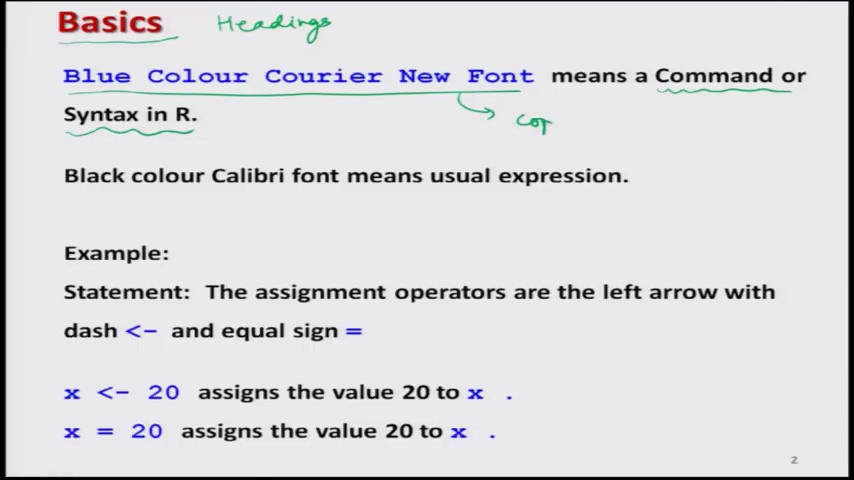 Basics Headings
Blue Colour Courier New Font means a Command or
Syntax in R.
cop
Black colour Calibri font means usual expression.
Example:
Statement: The assignment operators are the left arrow with
dash <- and equal sign =
x <- 20 assigns the value 20 to x .
x = 20 assigns the value 20 to x .
2